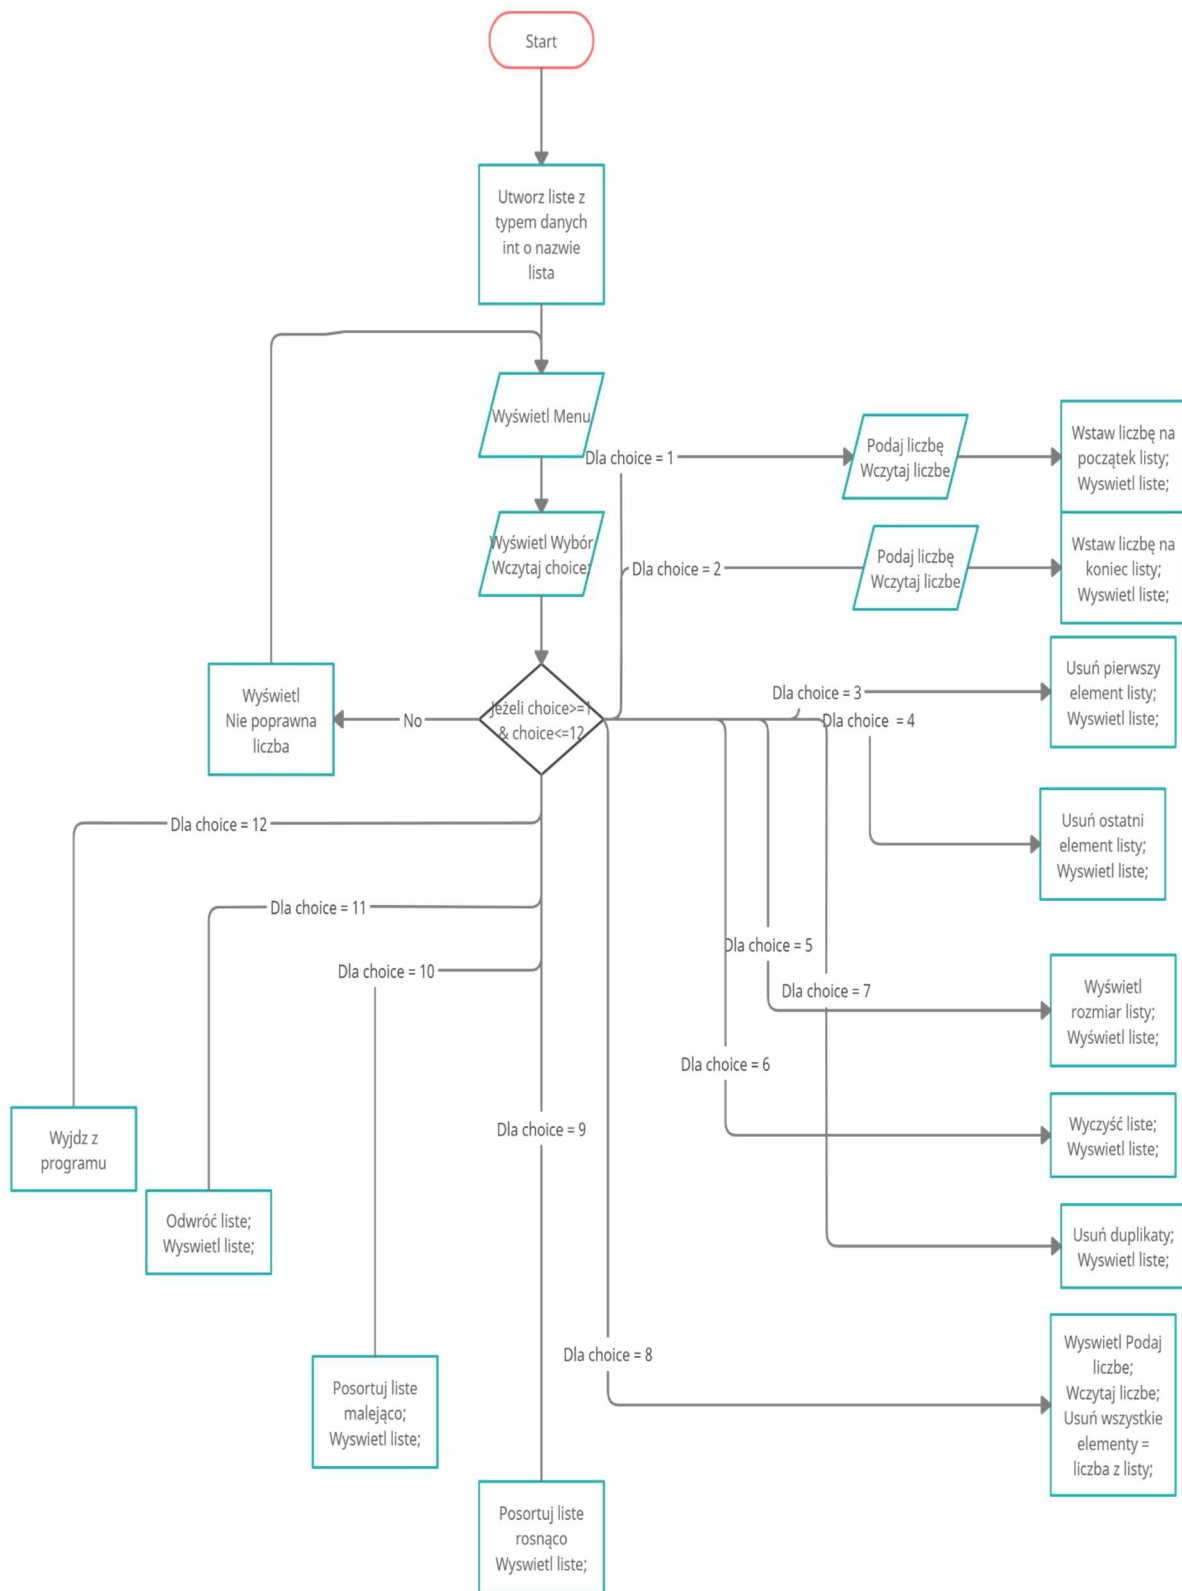 Start
Utworz liste z
typem danych
int o nazwie
lista
Wyświetl Menu
Dla choice = 1
Podaj liczbę
Wczytaj liczbe
Wstaw liczbę na
początek listy;
Wyswietl liste;
Wyświetl Wybór
Wczytaj choice;
Dla choice = 2
Podaj liczbę
Wczytaj liczbe
Wstaw liczbę na
koniec listy;
Wyswietl liste;
Wyświetl
Nie poprawna
liczba
No
Jeżeli choice>=1
& choice<=12
Dla choice = 3
Usuń pierwszy
element listy;
Wyswietl liste;
Dla choice = 4
Usuń ostatni
element listy;
Wyswietl liste;
Dla choice = 12
Dla choice = 11
Dla choice = 10
Dla choice = 5
Dla choice = 7
Wyświetl
rozmiar listy;
Wyświetl liste;
Dla choice = 6
Wyczyść liste;
Wyswietl liste;
Dla choice = 9
Wyjdz z
programu
Odwróć liste;
Wyswietl liste;
Usuń duplikaty;
Wyswietl liste;
Dla choice = 8
Wyswietl Podaj
liczbe;
Wczytaj liczbe;
Usuń wszystkie
elementy =
liczba z listy;
Posortuj liste
malejąco;
Wyswietl liste;
Posortuj liste
rosnąco
Wyswietl liste;